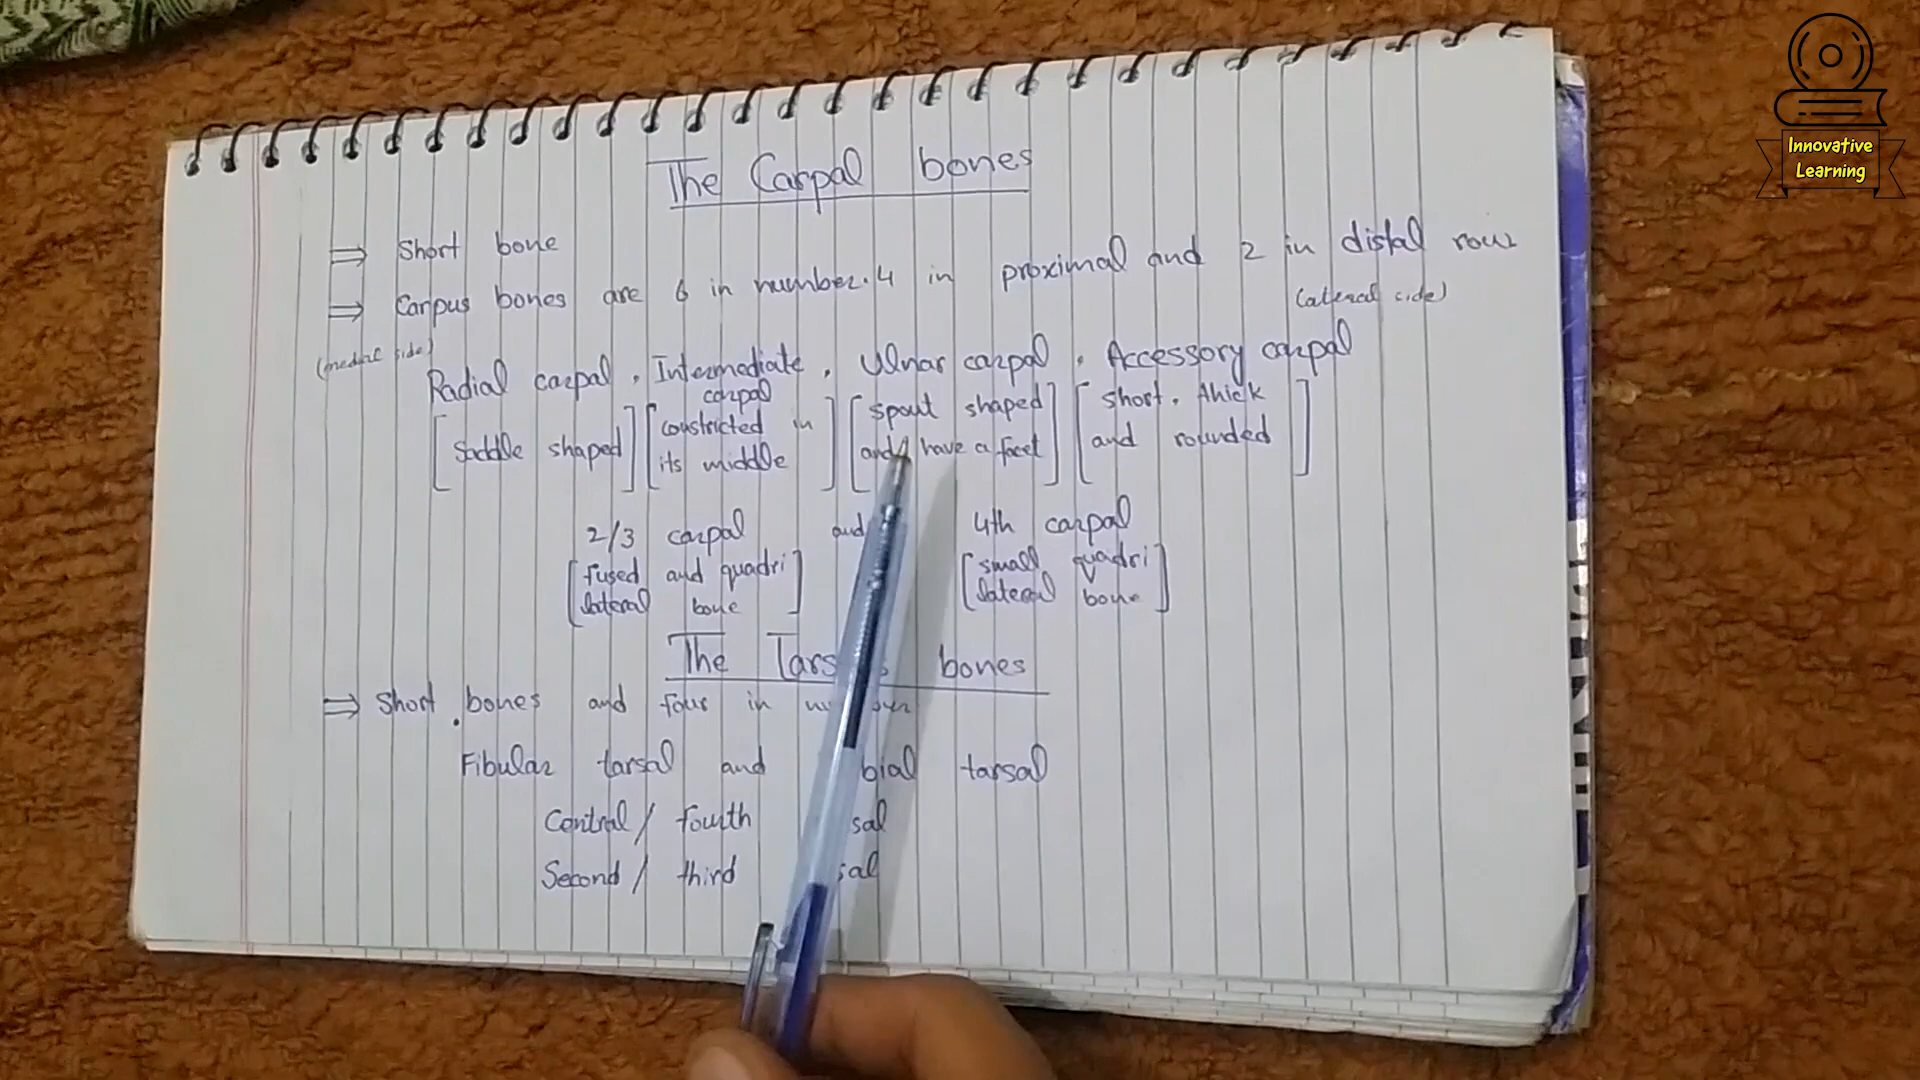 The Carpal bones
⇒ Short bone
⇒ Carpus bones are 6 in number. 4 in proximal and 2 in distal row
(medial side)
(lateral side)
Radial carpal, Intermediate carpal, Ulnar carpal, Accessory carpal
[saddle shaped] [constricted in its middle] [spout shaped and have a facet] [short, thick and rounded]
2/3 carpal and 4th carpal
[fused and quadri lateral bone] [small quadri lateral bone]
The bones
⇒ Short bones and four in
Fibular tarsal and tarsal
Central / fourth
Second / third
Innovative
Learning